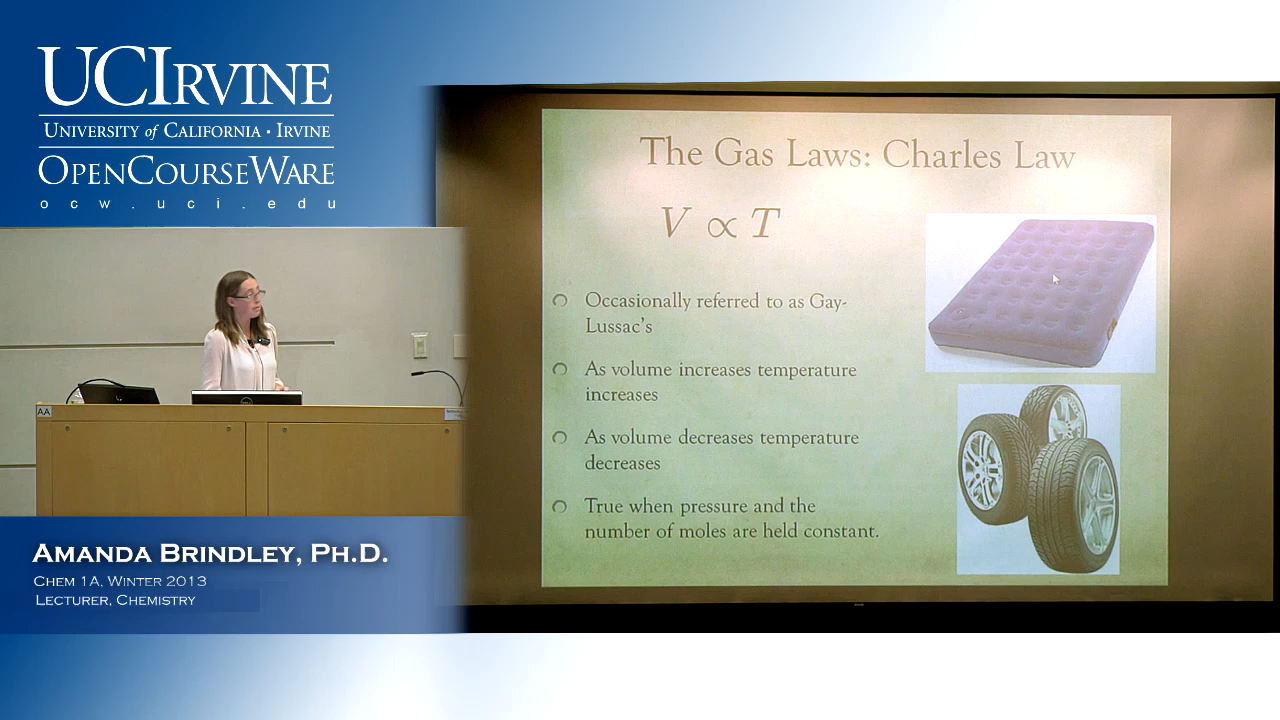 UCIRVINE
UNIVERSITY of CALIFORNIA · IRVINE
OPENCOURSEWARE
ocw.uci.edu
The Gas Laws: Charles Law
V ∝ T
Occasionally referred to as Gay-
Lussac's
As volume increases temperature
increases
As volume decreases temperature
decreases
True when pressure and the
number of moles are held constant.
AA
DELL
AMANDA BRINDLEY, PH.D.
CHEM 1A, WINTER 2013
LECTURER, CHEMISTRY